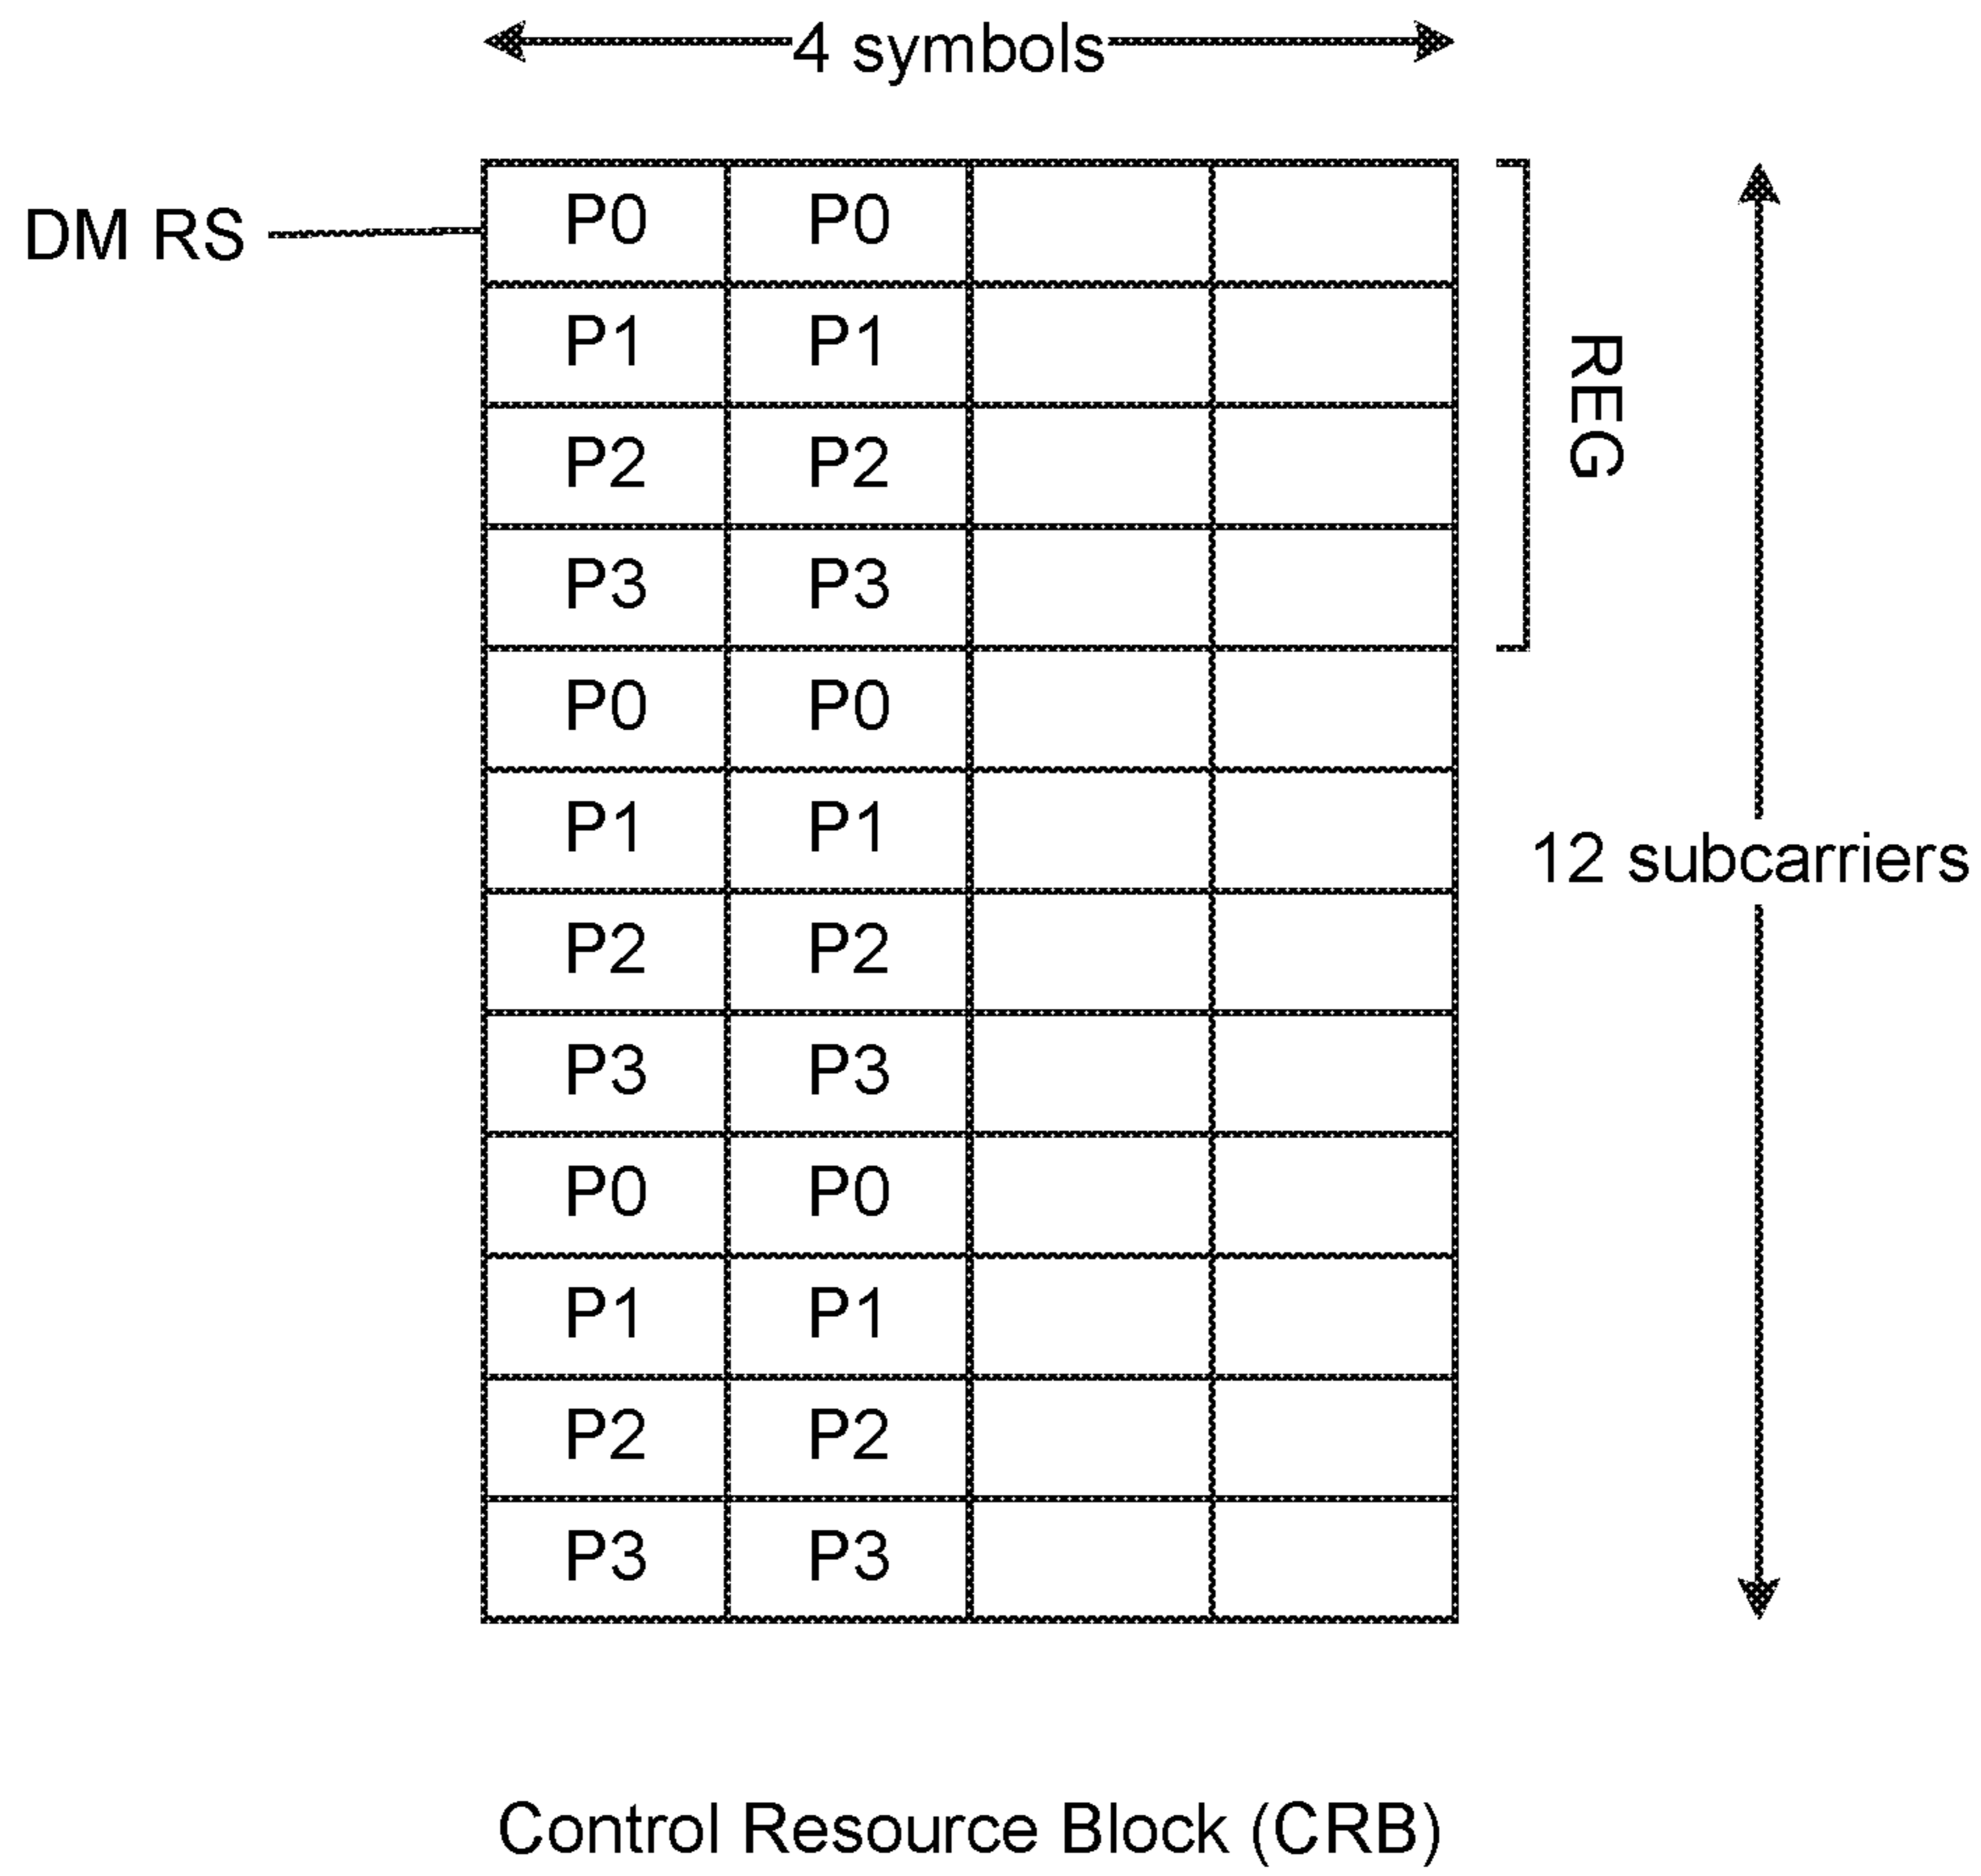 4 symbols
DM RS
P0 P0
P1 P1
P2 P2
P3 P3
REG
P0 P0
P1 P1
12 subcarriers
P2 P2
P3 P3
P0 P0
P1 P1
P2 P2
P3 P3
Control Resource Block (CRB)